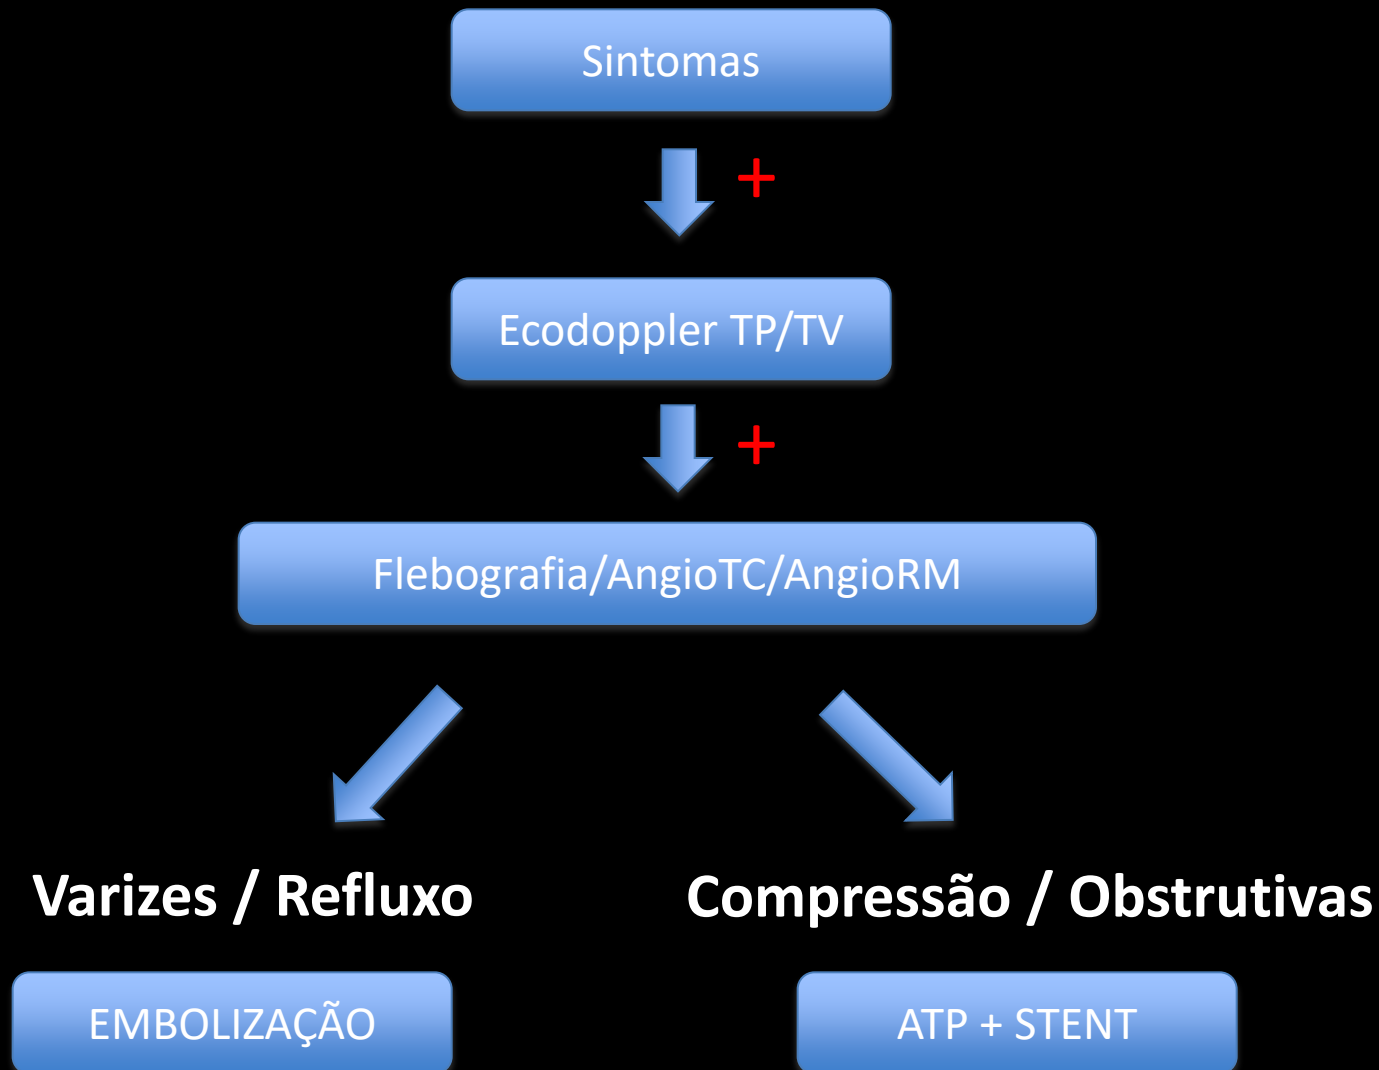 Sintomas
+
Ecodoppler TP/TV
+
Flebografia/AngioTC/AngioRM
Varizes / Refluxo
Compressão / Obstrutivas
EMBOLIZAÇÃO
ATP + STENT